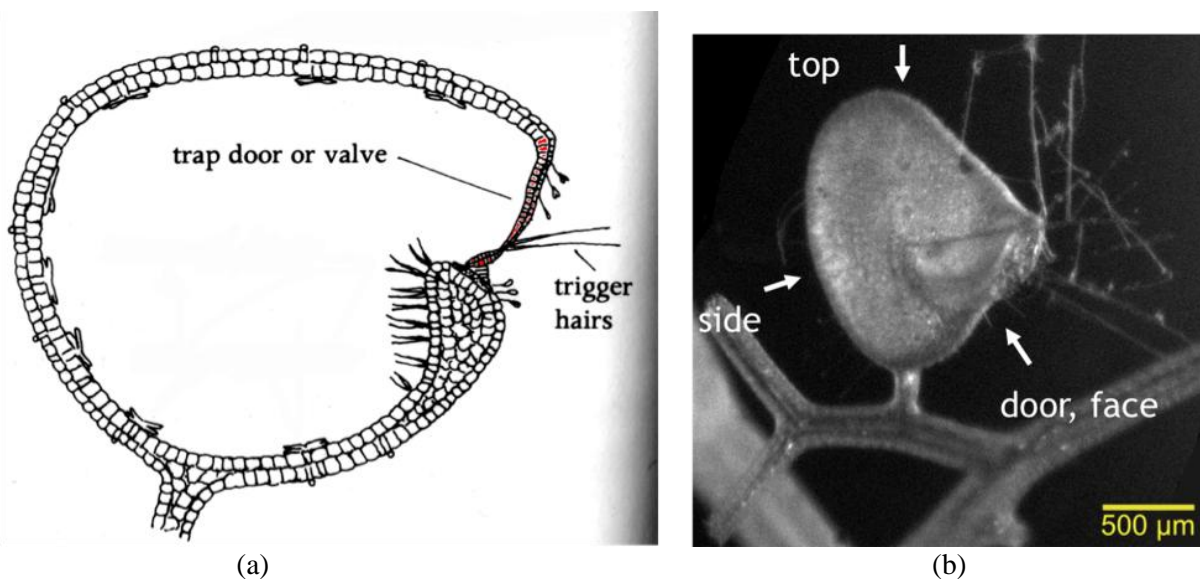 trap door or valve
trigger
hairs
top
side
door, face
500 µm
(a)
(b)